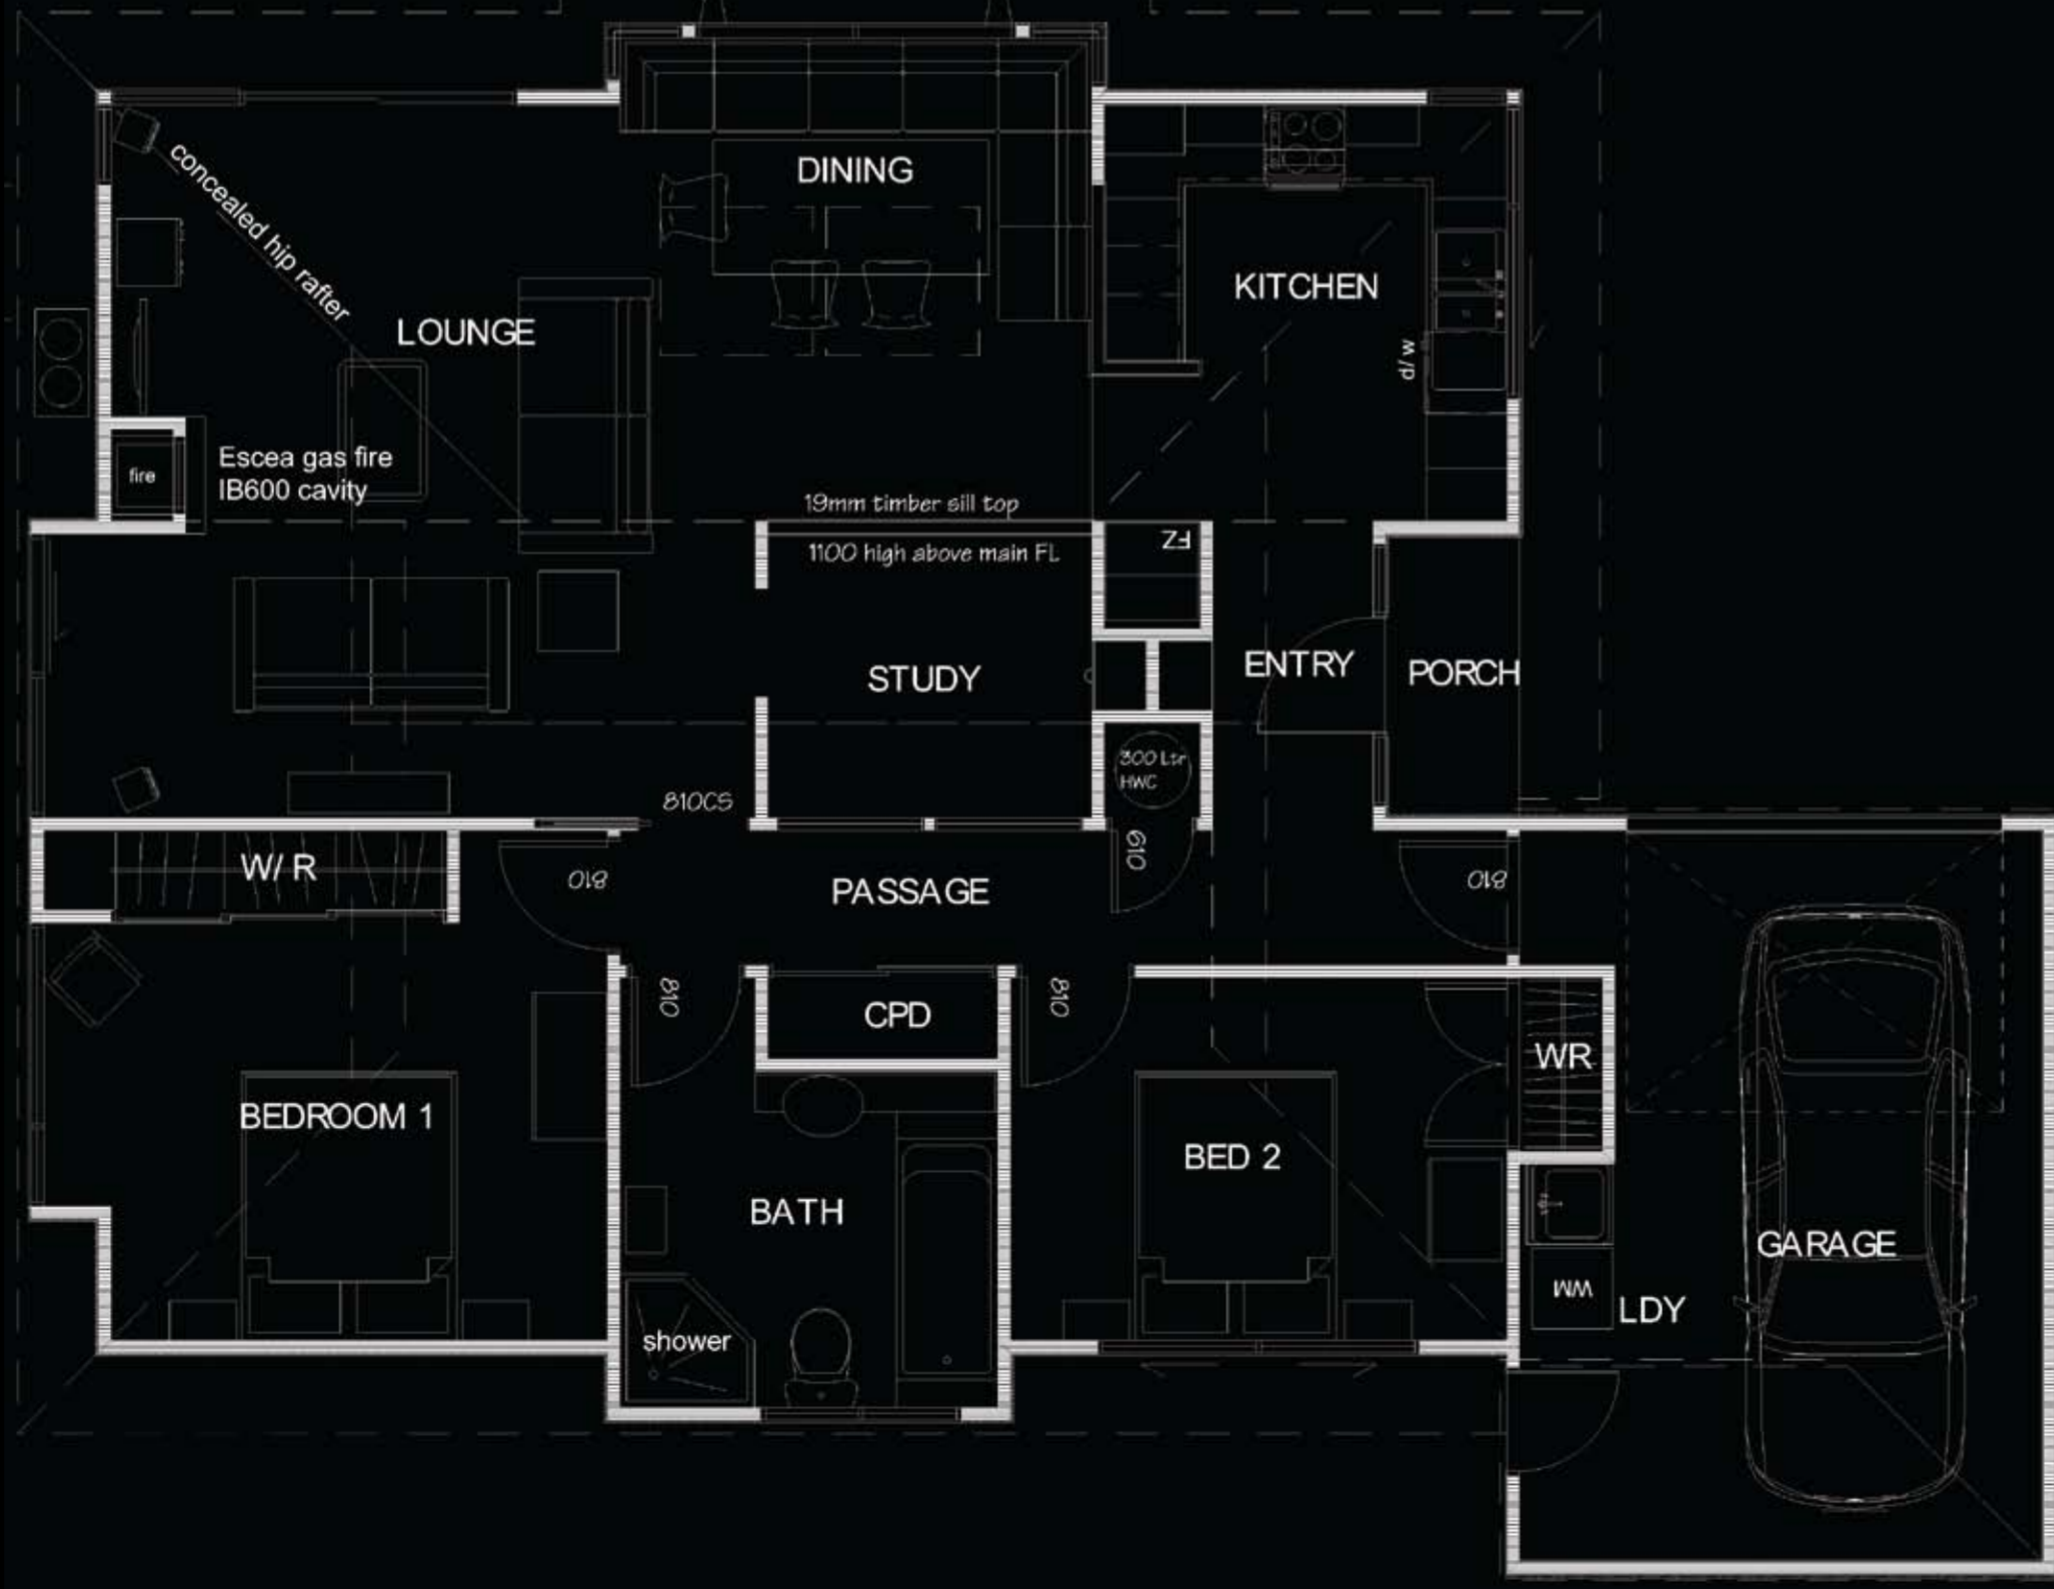 DINING
concealed hip rafter
KITCHEN
LOUNGE
d/w
Escea gas fire
IB600 cavity
fire
19mm timber sill top
1100 high above main FL
FZ
STUDY
ENTRY
PORCH
300 Ltr
HWC
810CS
610
W/R
810
PASSAGE
810
810
810
CPD
WR
BEDROOM 1
BED 2
BATH
GARAGE
WM
LDY
shower